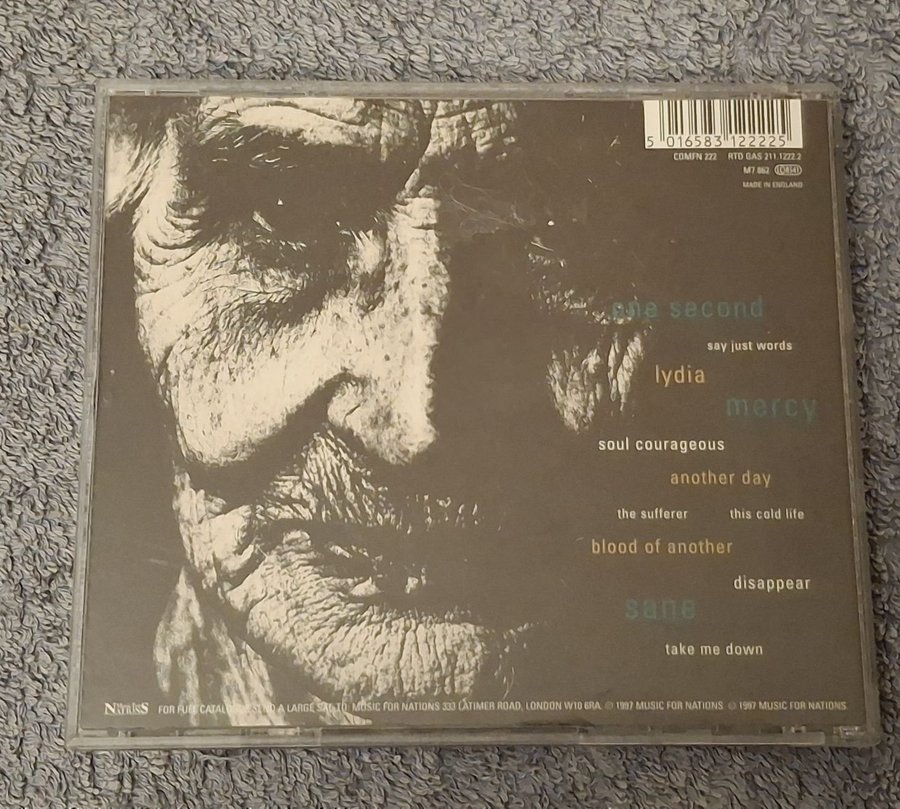 5 016583 122225
CDMFN 222 RTD GAS 211.1222.2
M7 862 LC 8541
MADE IN ENGLAND
one second
say just words
lydia
mercy
soul courageous
another day
the sufferer this cold life
blood of another
disappear
sane
take me down
FOR FULL CATALOGUE SEND A LARGE SAE TO MUSIC FOR NATIONS 333 LATIMER ROAD, LONDON W10 6RA. ℗ 1997 MUSIC FOR NATIONS © 1997 MUSIC FOR NATIONS